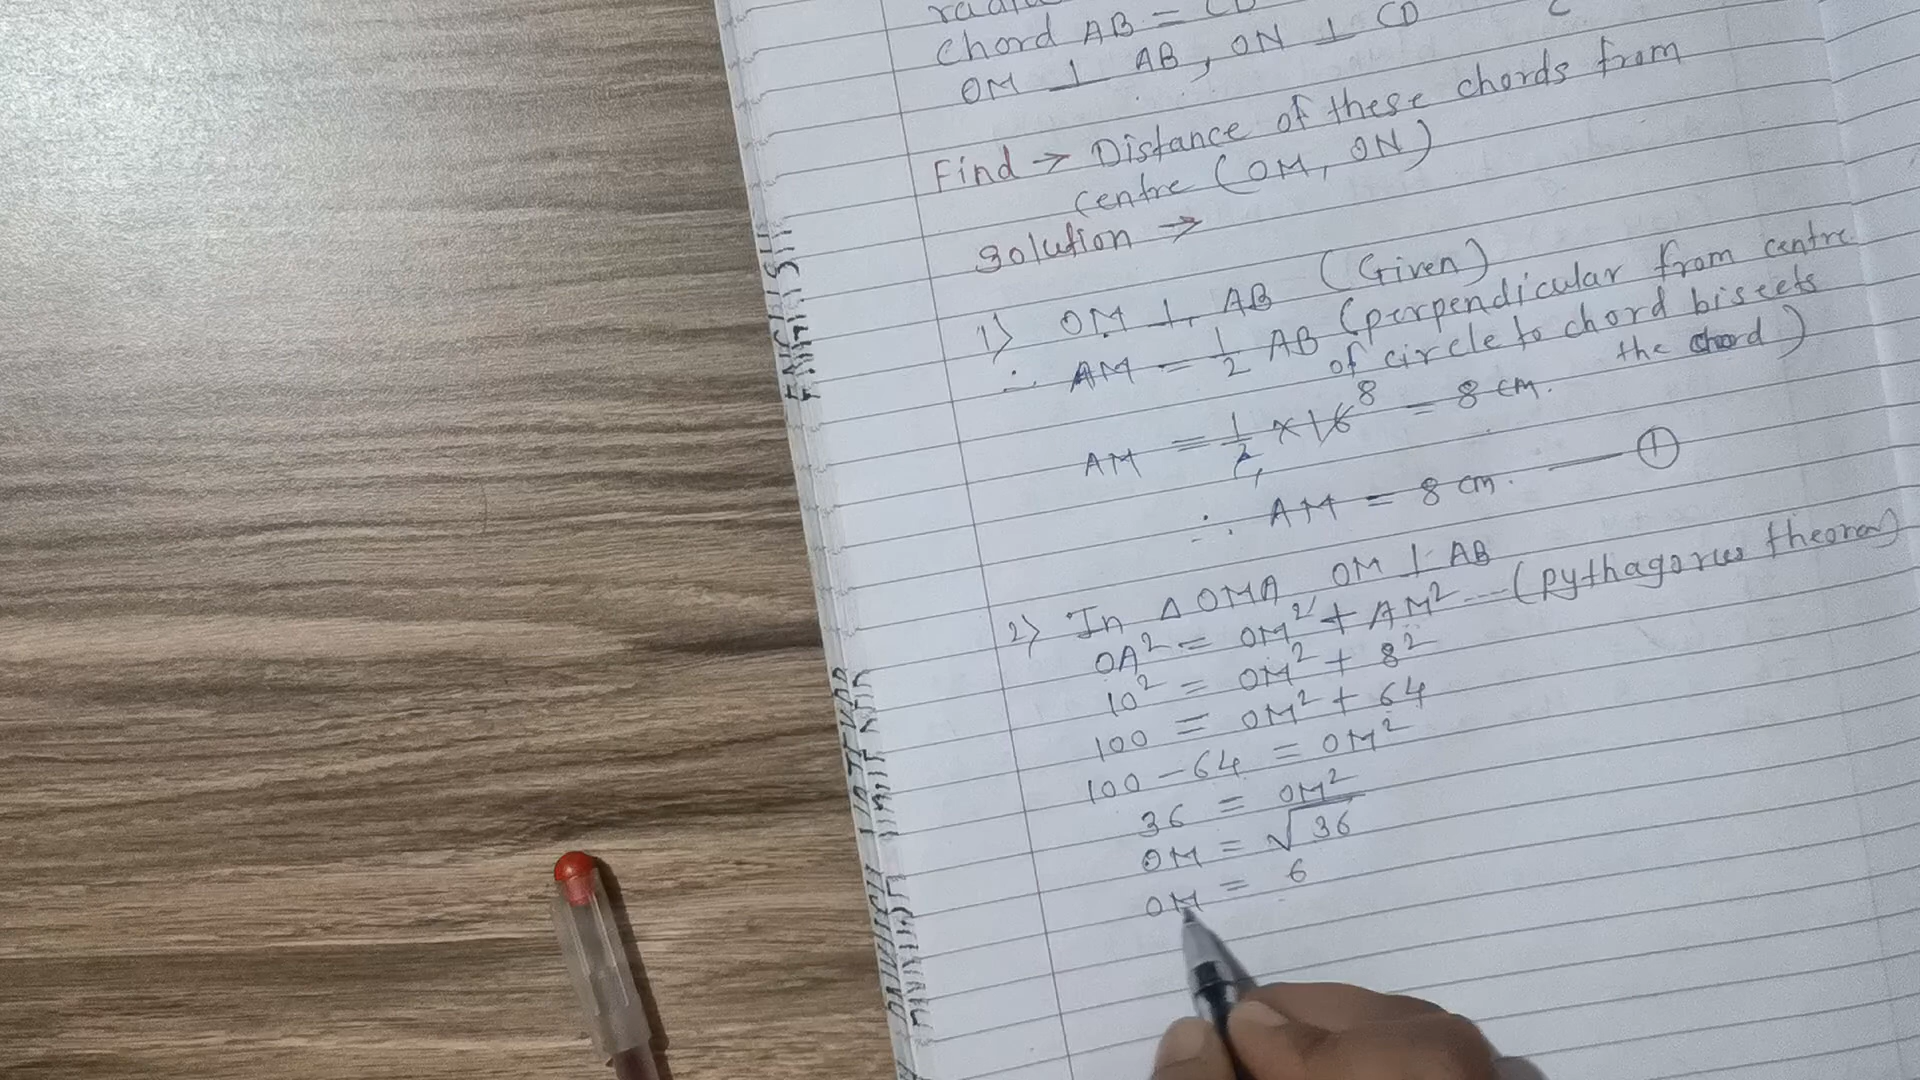 chord AB = CD
OM ⊥ AB, ON ⊥ CD
Find → Distance of these chords from
centre (OM, ON)
Solution →
1) OM ⊥ AB (Given)
∴ AM = 1/2 AB (perpendicular from centre
of circle to chord bisects
the chord)
AM = 1/2 × 16 8 = 8 cm.
∴ AM = 8 cm. — ①
2) In △ OMA, OM ⊥ AB
OA² = OM² + AM² --- (pythagorus theorem)
10² = OM² + 8²
100 = OM² + 64
100 - 64 = OM²
36 = OM²
OM = √36
OM = 6